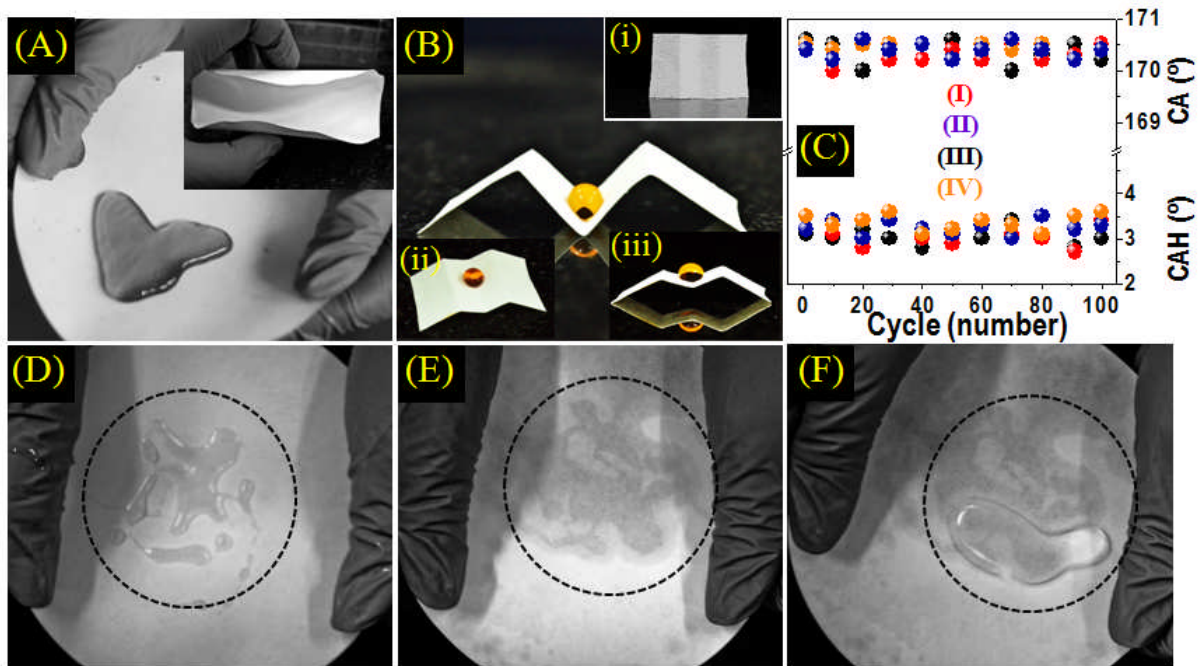 (A)
(B)
(i)
(ii)
(iii)
171
170
169
CA (º)
(I)
(II)
(III)
(IV)
(C)
4
3
2
CAH (º)
0 20 40 60 80 100
Cycle (number)
(D)
(E)
(F)